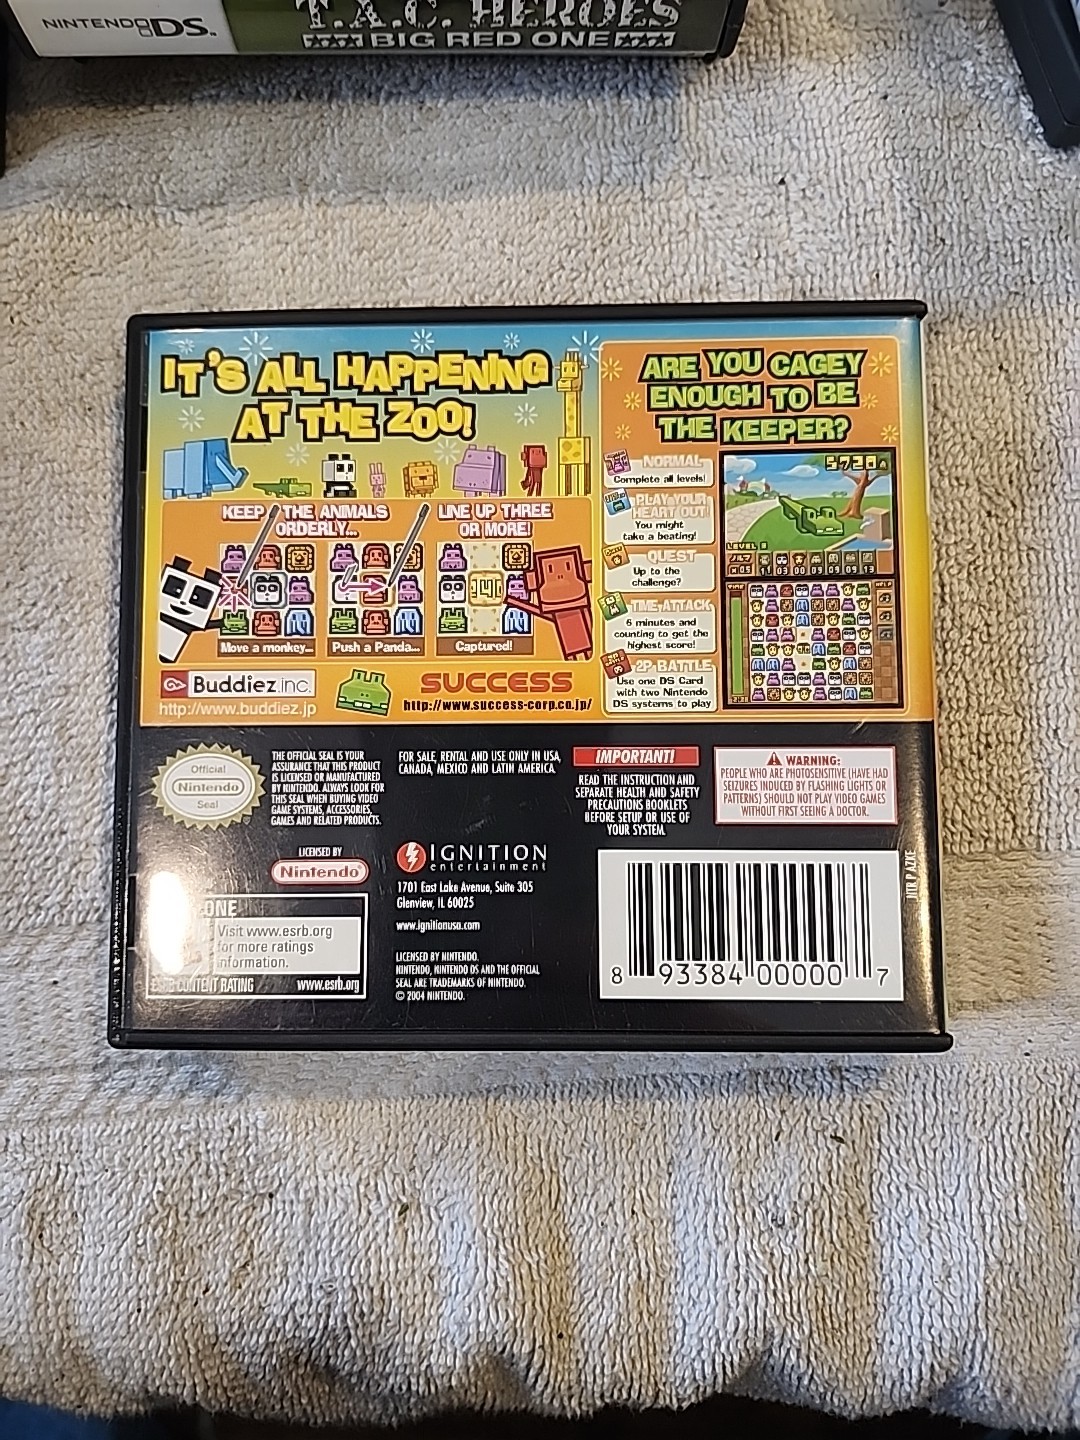 NINTENDO DS
T.A.C. HEROES
BIG RED ONE
IT'S ALL HAPPENING
AT THE ZOO!
KEEP THE ANIMALS
ORDERLY...
LINE UP THREE
OR MORE!
Move a monkey...
Push a Panda...
Captured!
Buddiez.inc.
http://www.buddiez.jp
SUCCESS
http://www.success-corp.co.jp/
ARE YOU CAGEY
ENOUGH TO BE
THE KEEPER?
NORMAL
Complete all levels!
PLAY YOUR
HEART OUT!
You might
take a beating!
QUEST
Up to the
challenge?
TIME ATTACK
6 minutes and
counting to get the
highest score!
2P BATTLE
Use one DS Card
with two Nintendo
DS systems to play
Official
Nintendo
Seal
THE OFFICIAL SEAL IS YOUR
ASSURANCE THAT THIS PRODUCT
IS LICENSED OR MANUFACTURED
BY NINTENDO. ALWAYS LOOK FOR
THIS SEAL WHEN BUYING VIDEO
GAME SYSTEMS, ACCESSORIES,
GAMES AND RELATED PRODUCTS.
FOR SALE, RENTAL AND USE ONLY IN USA,
CANADA, MEXICO AND LATIN AMERICA.
IMPORTANT!
READ THE INSTRUCTION AND
SEPARATE HEALTH AND SAFETY
PRECAUTIONS BOOKLETS
BEFORE SETUP OR USE OF
YOUR SYSTEM.
WARNING:
PEOPLE WHO ARE PHOTOSENSITIVE (HAVE HAD
SEIZURES INDUCED BY FLASHING LIGHTS OR
PATTERNS) SHOULD NOT PLAY VIDEO GAMES
WITHOUT FIRST SEEING A DOCTOR.
LICENSED BY
Nintendo
ONE
Visit www.esrb.org
for more ratings
information.
CONTENT RATING
www.esrb.org
IGNITION
entertainment
1701 East Lake Avenue, Suite 305
Glenview, IL 60025
www.ignitionusa.com
LICENSED BY NINTENDO.
NINTENDO, NINTENDO DS AND THE OFFICIAL
SEAL ARE TRADEMARKS OF NINTENDO.
© 2004 NINTENDO.
8 93384 00000 7